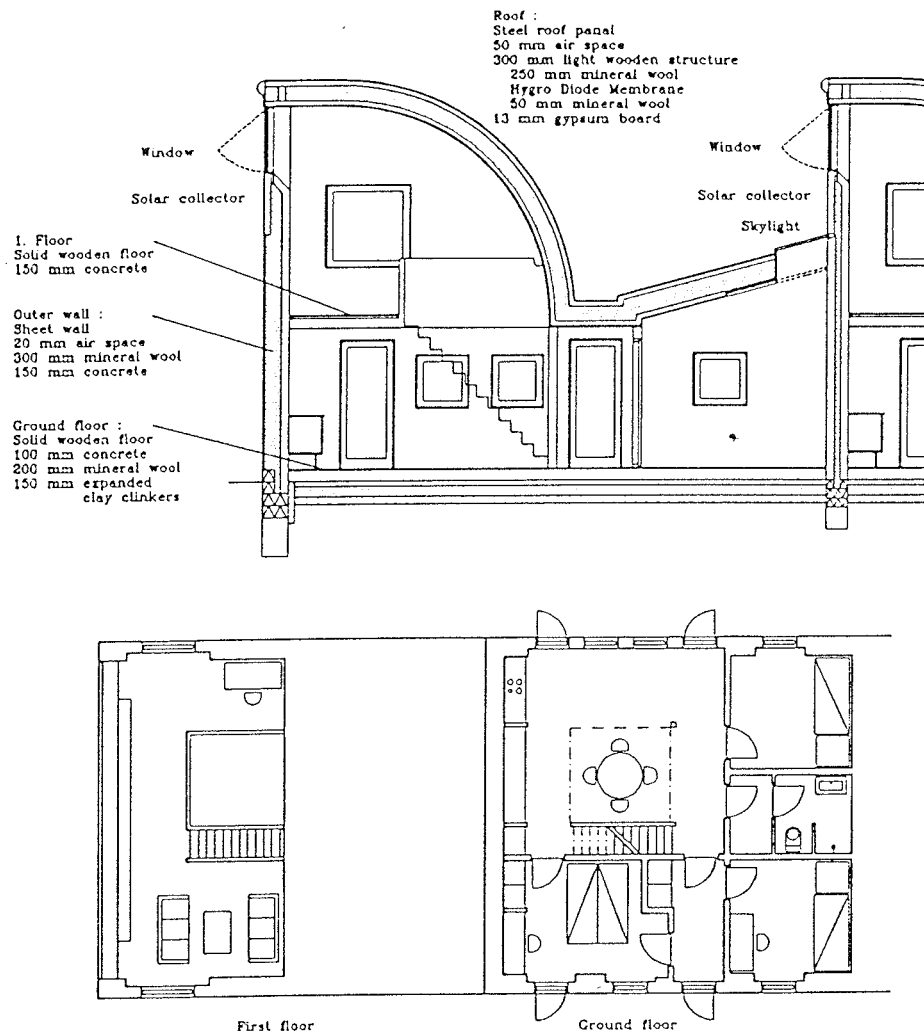 Roof :
Steel roof panel
50 mm air space
300 mm light wooden structure
250 mm mineral wool
Hygro Diode Membrane
50 mm mineral wool
13 mm gypsum board
Window
Solar collector
Window
Solar collector
Skylight
1. Floor
Solid wooden floor
150 mm concrete
Outer wall :
Sheet wall
20 mm air space
300 mm mineral wool
150 mm concrete
Ground floor :
Solid wooden floor
100 mm concrete
200 mm mineral wool
150 mm expanded
clay clinkers
First floor
Ground floor